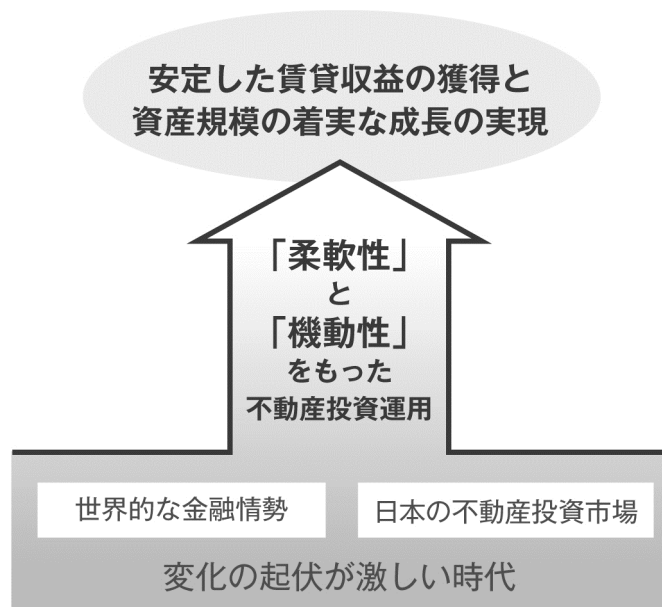 安定した賃貸収益の獲得と
資産規模の着実な成長の実現
「柔軟性」
と
「機動性」
をもった
不動産投資運用
世界的な金融情勢
日本の不動産投資市場
変化の起伏が激しい時代